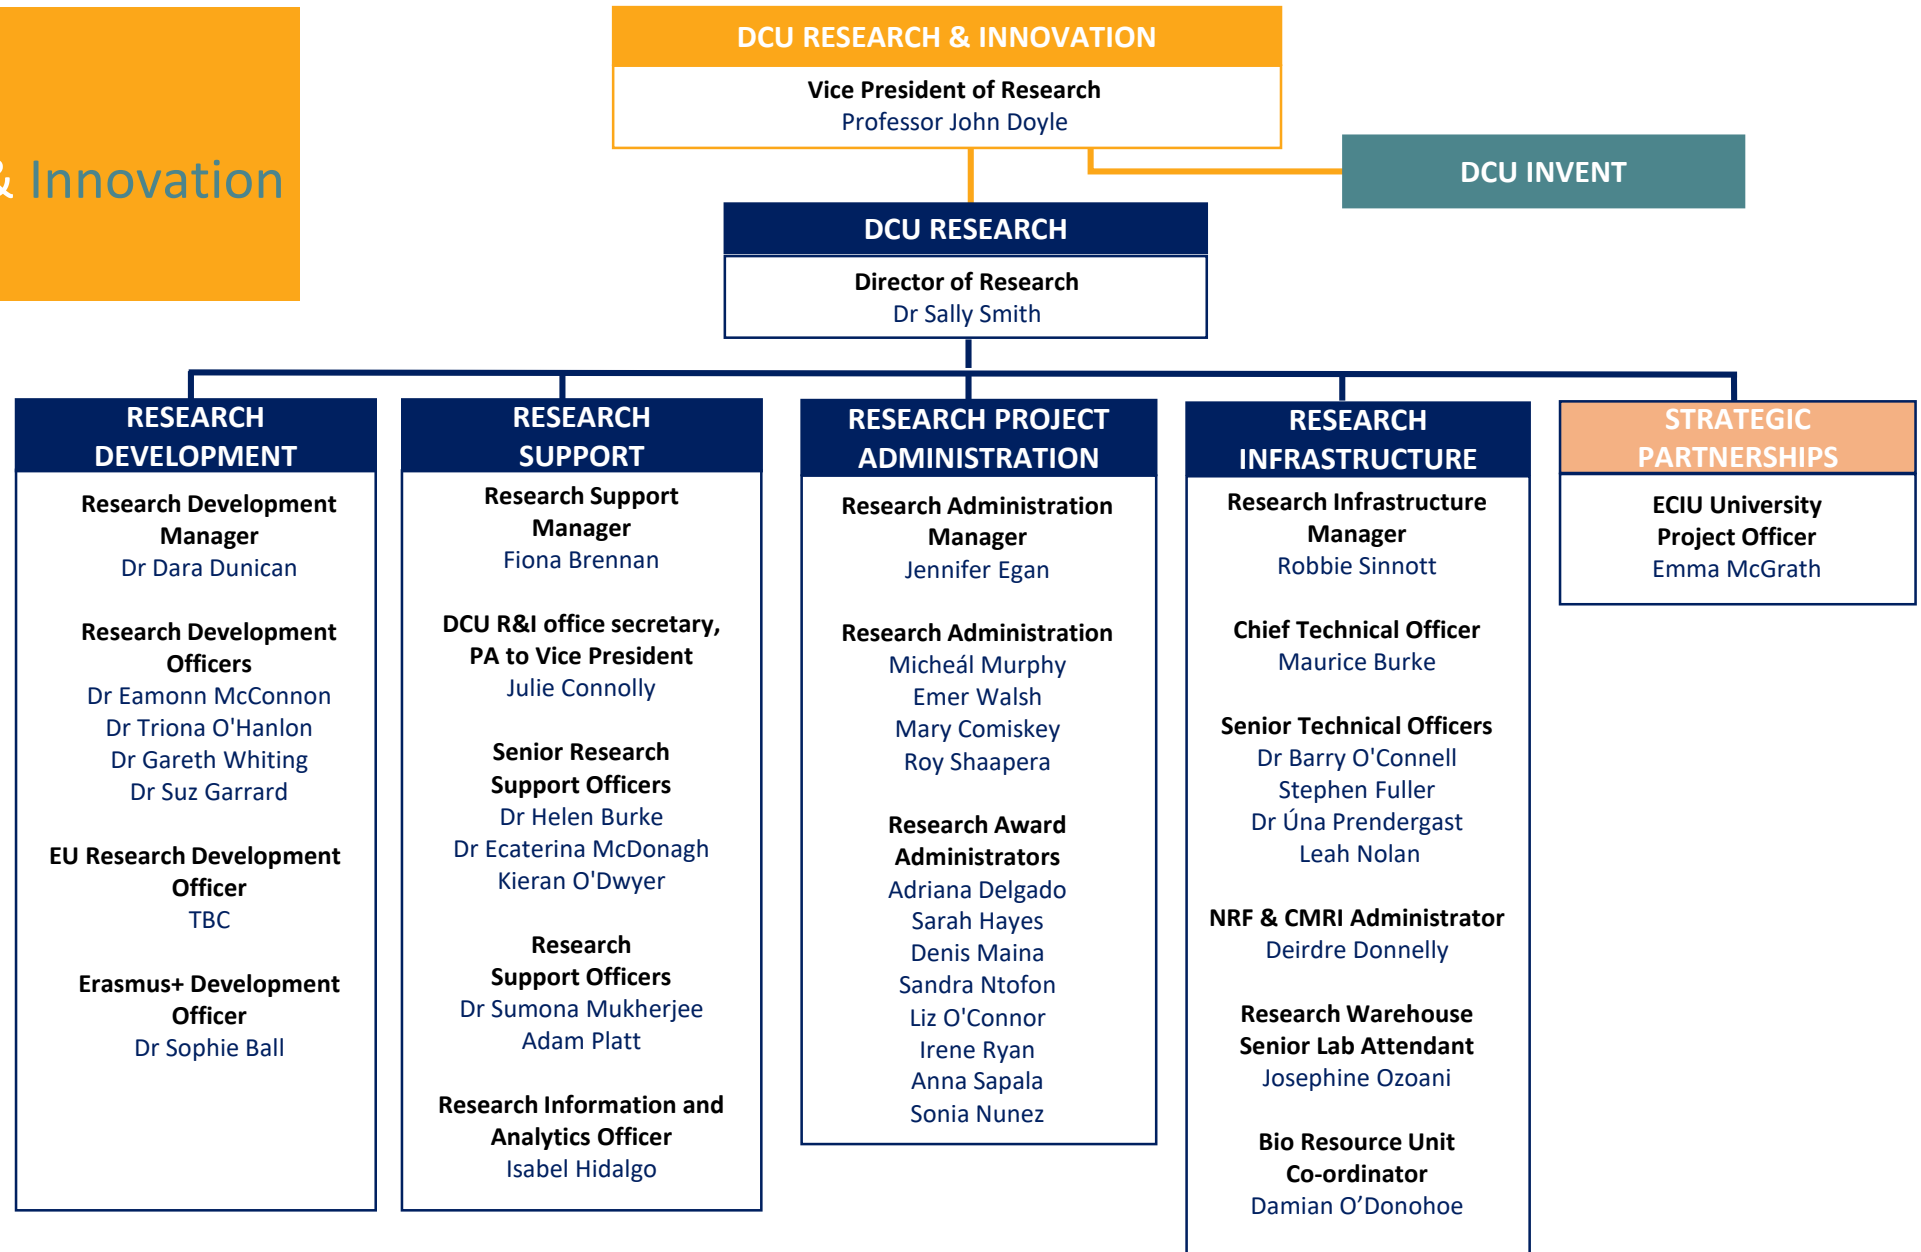 & Innovation
DCU RESEARCH & INNOVATION
Vice President of Research
Professor John Doyle
DCU INVENT
DCU RESEARCH
Director of Research
Dr Sally Smith
RESEARCH
DEVELOPMENT
Research Development
Manager
Dr Dara Dunican
Research Development
Officers
Dr Eamonn McConnon
Dr Triona O'Hanlon
Dr Gareth Whiting
Dr Suz Garrard
EU Research Development
Officer
TBC
Erasmus+ Development
Officer
Dr Sophie Ball
RESEARCH
SUPPORT
Research Support
Manager
Fiona Brennan
DCU R&I office secretary,
PA to Vice President
Julie Connolly
Senior Research
Support Officers
Dr Helen Burke
Dr Ecaterina McDonagh
Kieran O'Dwyer
Research
Support Officers
Dr Sumona Mukherjee
Adam Platt
Research Information and
Analytics Officer
Isabel Hidalgo
RESEARCH PROJECT
ADMINISTRATION
Research Administration
Manager
Jennifer Egan
Research Administration
Micheál Murphy
Emer Walsh
Mary Comiskey
Roy Shaapera
Research Award
Administrators
Adriana Delgado
Sarah Hayes
Denis Maina
Sandra Ntofon
Liz O'Connor
Irene Ryan
Anna Sapala
Sonia Nunez
RESEARCH
INFRASTRUCTURE
Research Infrastructure
Manager
Robbie Sinnott
Chief Technical Officer
Maurice Burke
Senior Technical Officers
Dr Barry O'Connell
Stephen Fuller
Dr Úna Prendergast
Leah Nolan
NRF & CMRI Administrator
Deirdre Donnelly
Research Warehouse
Senior Lab Attendant
Josephine Ozoani
Bio Resource Unit
Co-ordinator
Damian O’Donohoe
STRATEGIC
PARTNERSHIPS
ECIU University
Project Officer
Emma McGrath